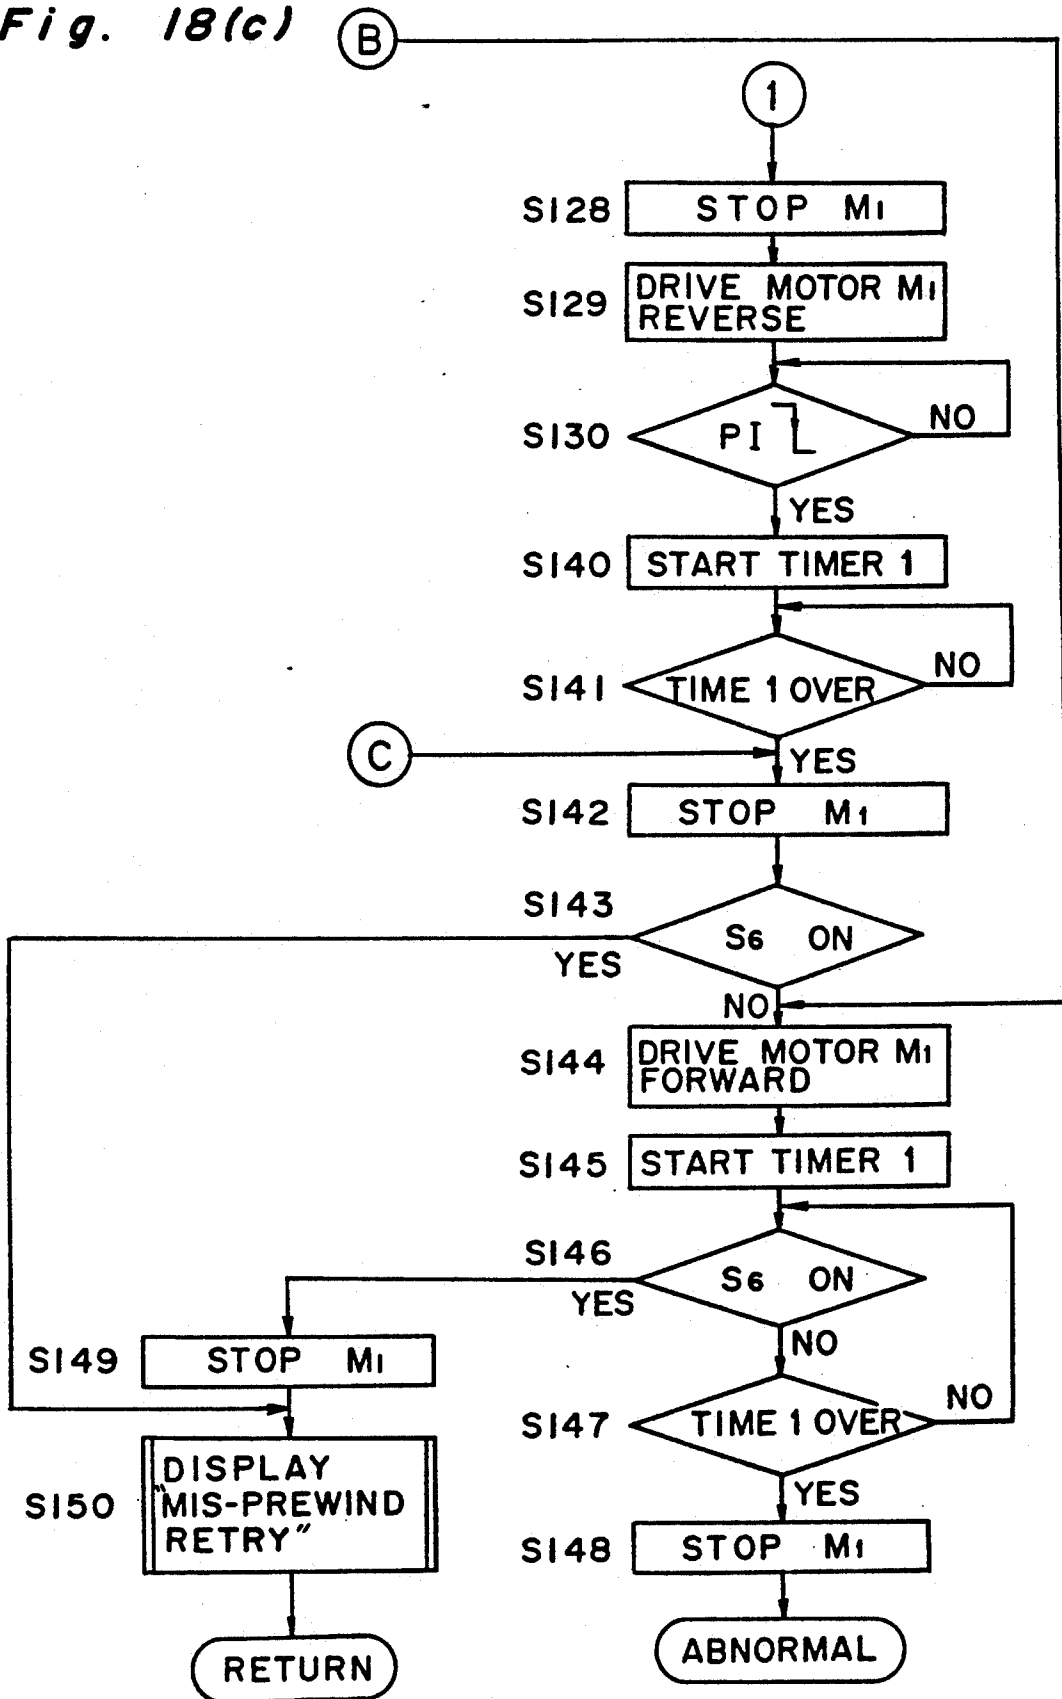 Fig. 18(c)
B
1
S128
STOP M1
S129
DRIVE MOTOR M1
REVERSE
S130
PI
NO
YES
S140
START TIMER 1
S141
TIME 1 OVER
NO
C
YES
S142
STOP M1
S143
S6 ON
YES
NO
S144
DRIVE MOTOR M1
FORWARD
S145
START TIMER 1
S146
S6 ON
YES
NO
S149
STOP M1
S147
TIME 1 OVER
NO
S150
DISPLAY
"MIS-PREWIND
RETRY"
YES
S148
STOP M1
RETURN
ABNORMAL